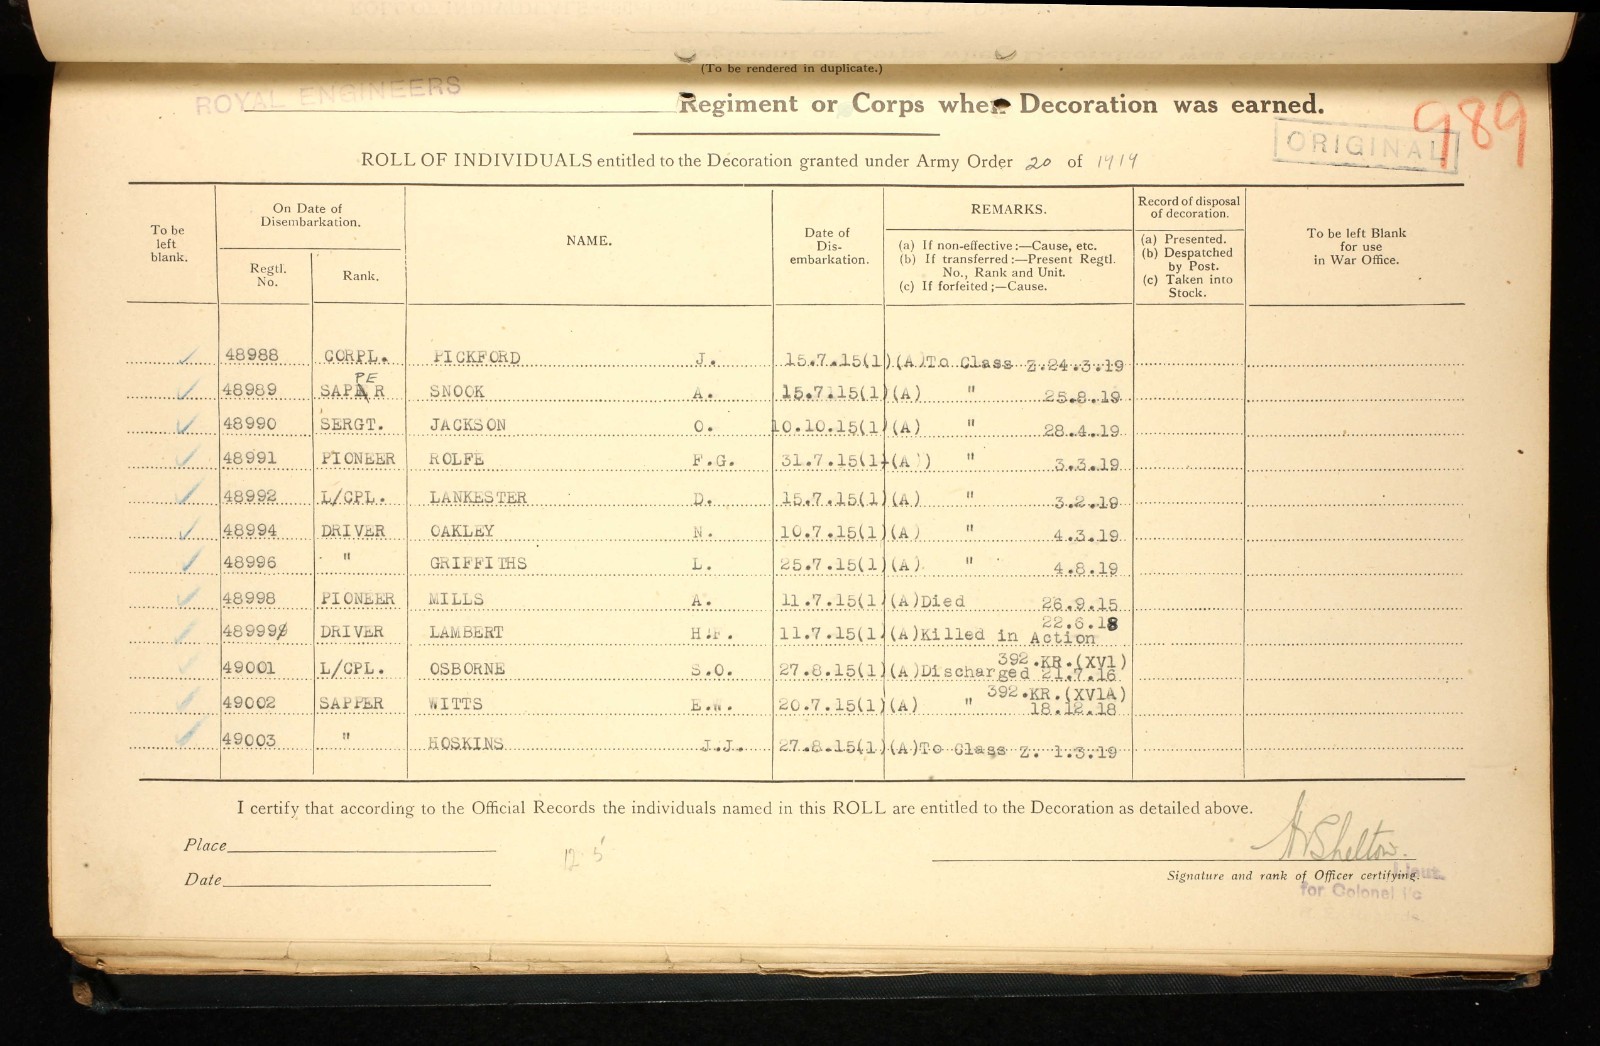 (To be rendered in duplicate.)
ROYAL ENGINEERS Regiment or Corps when Decoration was earned.
989
ORIGINAL
ROLL OF INDIVIDUALS entitled to the Decoration granted under Army Order 20 of 1919
To be left blank.
On Date of Disembarkation.
Regtl. No.
Rank.
NAME.
Date of Dis-embarkation.
REMARKS.
(a) If non-effective:—Cause, etc.
(b) If transferred:—Present Regtl. No., Rank and Unit.
(c) If forfeited;—Cause.
Record of disposal of decoration.
(a) Presented.
(b) Despatched by Post.
(c) Taken into Stock.
To be left Blank for use in War Office.
48988 CORPL. PICKFORD J. 15.7.15(1) (A)To Class Z.24.3.19
48989 SAPPER SNOOK A. 15.7.15(1) (A) " 25.8.19
48990 SERGT. JACKSON O. 10.10.15(1) (A) " 28.4.19
48991 PIONEER ROLFE F.G. 31.7.15(1) (A) " 3.3.19
48992 L/CPL. LANKESTER D. 15.7.15(1) (A) " 3.2.19
48994 DRIVER OAKLEY N. 10.7.15(1) (A) " 4.3.19
48996 " GRIFFITHS L. 25.7.15(1) (A) " 4.8.19
48998 PIONEER MILLS A. 11.7.15(1) (A)Died 26.9.15
48999 DRIVER LAMBERT H.F. 11.7.15(1) (A)Killed in Action 22.6.18
49001 L/CPL. OSBORNE S.O. 27.8.15(1) (A)Discharged 392.KR.(XV1) 21.7.16
49002 SAPPER WITTS E.W. 20.7.15(1) (A) " 392.KR.(XV1A) 18.12.18
49003 " HOSKINS J.J. 27.8.15(1) (A)To Class Z. 1.3.19
I certify that according to the Official Records the individuals named in this ROLL are entitled to the Decoration as detailed above.
Place
12 5
Shelton.
Date
Signature and rank of Officer certifying.
Lieut.
for Colonel i/c